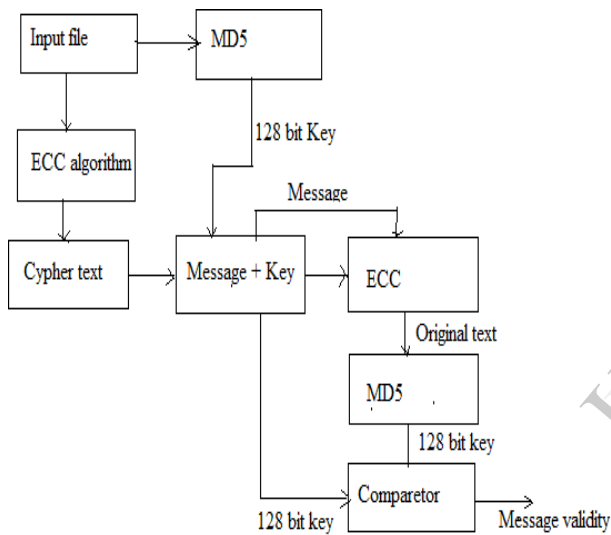 Input file
MD5
128 bit Key
ECC algorithm
Message
Cypher text
Message + Key
ECC
Original text
MD5
128 bit key
Comparetor
128 bit key
Message validity